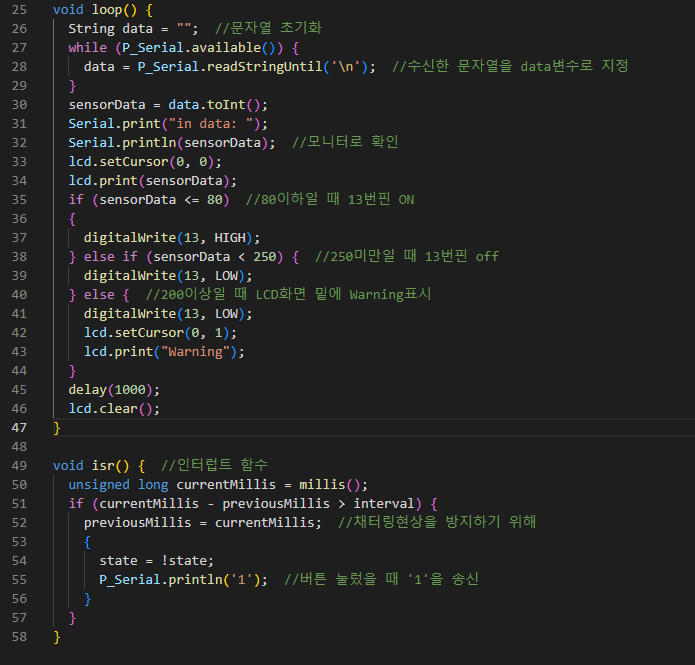 25 void loop() {
26   String data = "";  //문자열 초기화
27   while (P_Serial.available()) {
28     data = P_Serial.readStringUntil('\n');  //수신한 문자열을 data변수로 지정
29   }
30   sensorData = data.toInt();
31   Serial.print("in data: ");
32   Serial.println(sensorData);  //모니터로 확인
33   lcd.setCursor(0, 0);
34   lcd.print(sensorData);
35   if (sensorData <= 80)  //80이하일 때 13번핀 ON
36   {
37     digitalWrite(13, HIGH);
38   } else if (sensorData < 250) {  //250미만일 때 13번핀 off
39     digitalWrite(13, LOW);
40   } else {  //200이상일 때 LCD화면 밑에 Warning표시
41     digitalWrite(13, LOW);
42     lcd.setCursor(0, 1);
43     lcd.print("Warning");
44   }
45   delay(1000);
46   lcd.clear();
47 }
48
49 void isr() {  //인터럽트 함수
50   unsigned long currentMillis = millis();
51   if (currentMillis - previousMillis > interval) {
52     previousMillis = currentMillis;  //채터링현상을 방지하기 위해
53     {
54       state = !state;
55       P_Serial.println('1');  //버튼 눌렀을 때 '1'을 송신
56     }
57   }
58 }